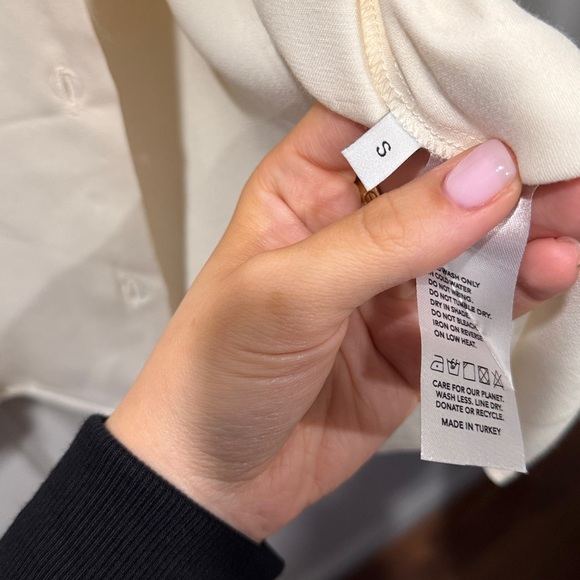 S
WASH ONLY
IN COLD WATER
DO NOT WRING.
DO NOT TUMBLE DRY.
DRY IN SHADE.
DO NOT BLEACH.
IRON ON REVERSE
ON LOW HEAT.
CARE FOR OUR PLANET.
WASH LESS. LINE DRY.
DONATE OR RECYCLE.
MADE IN TURKEY